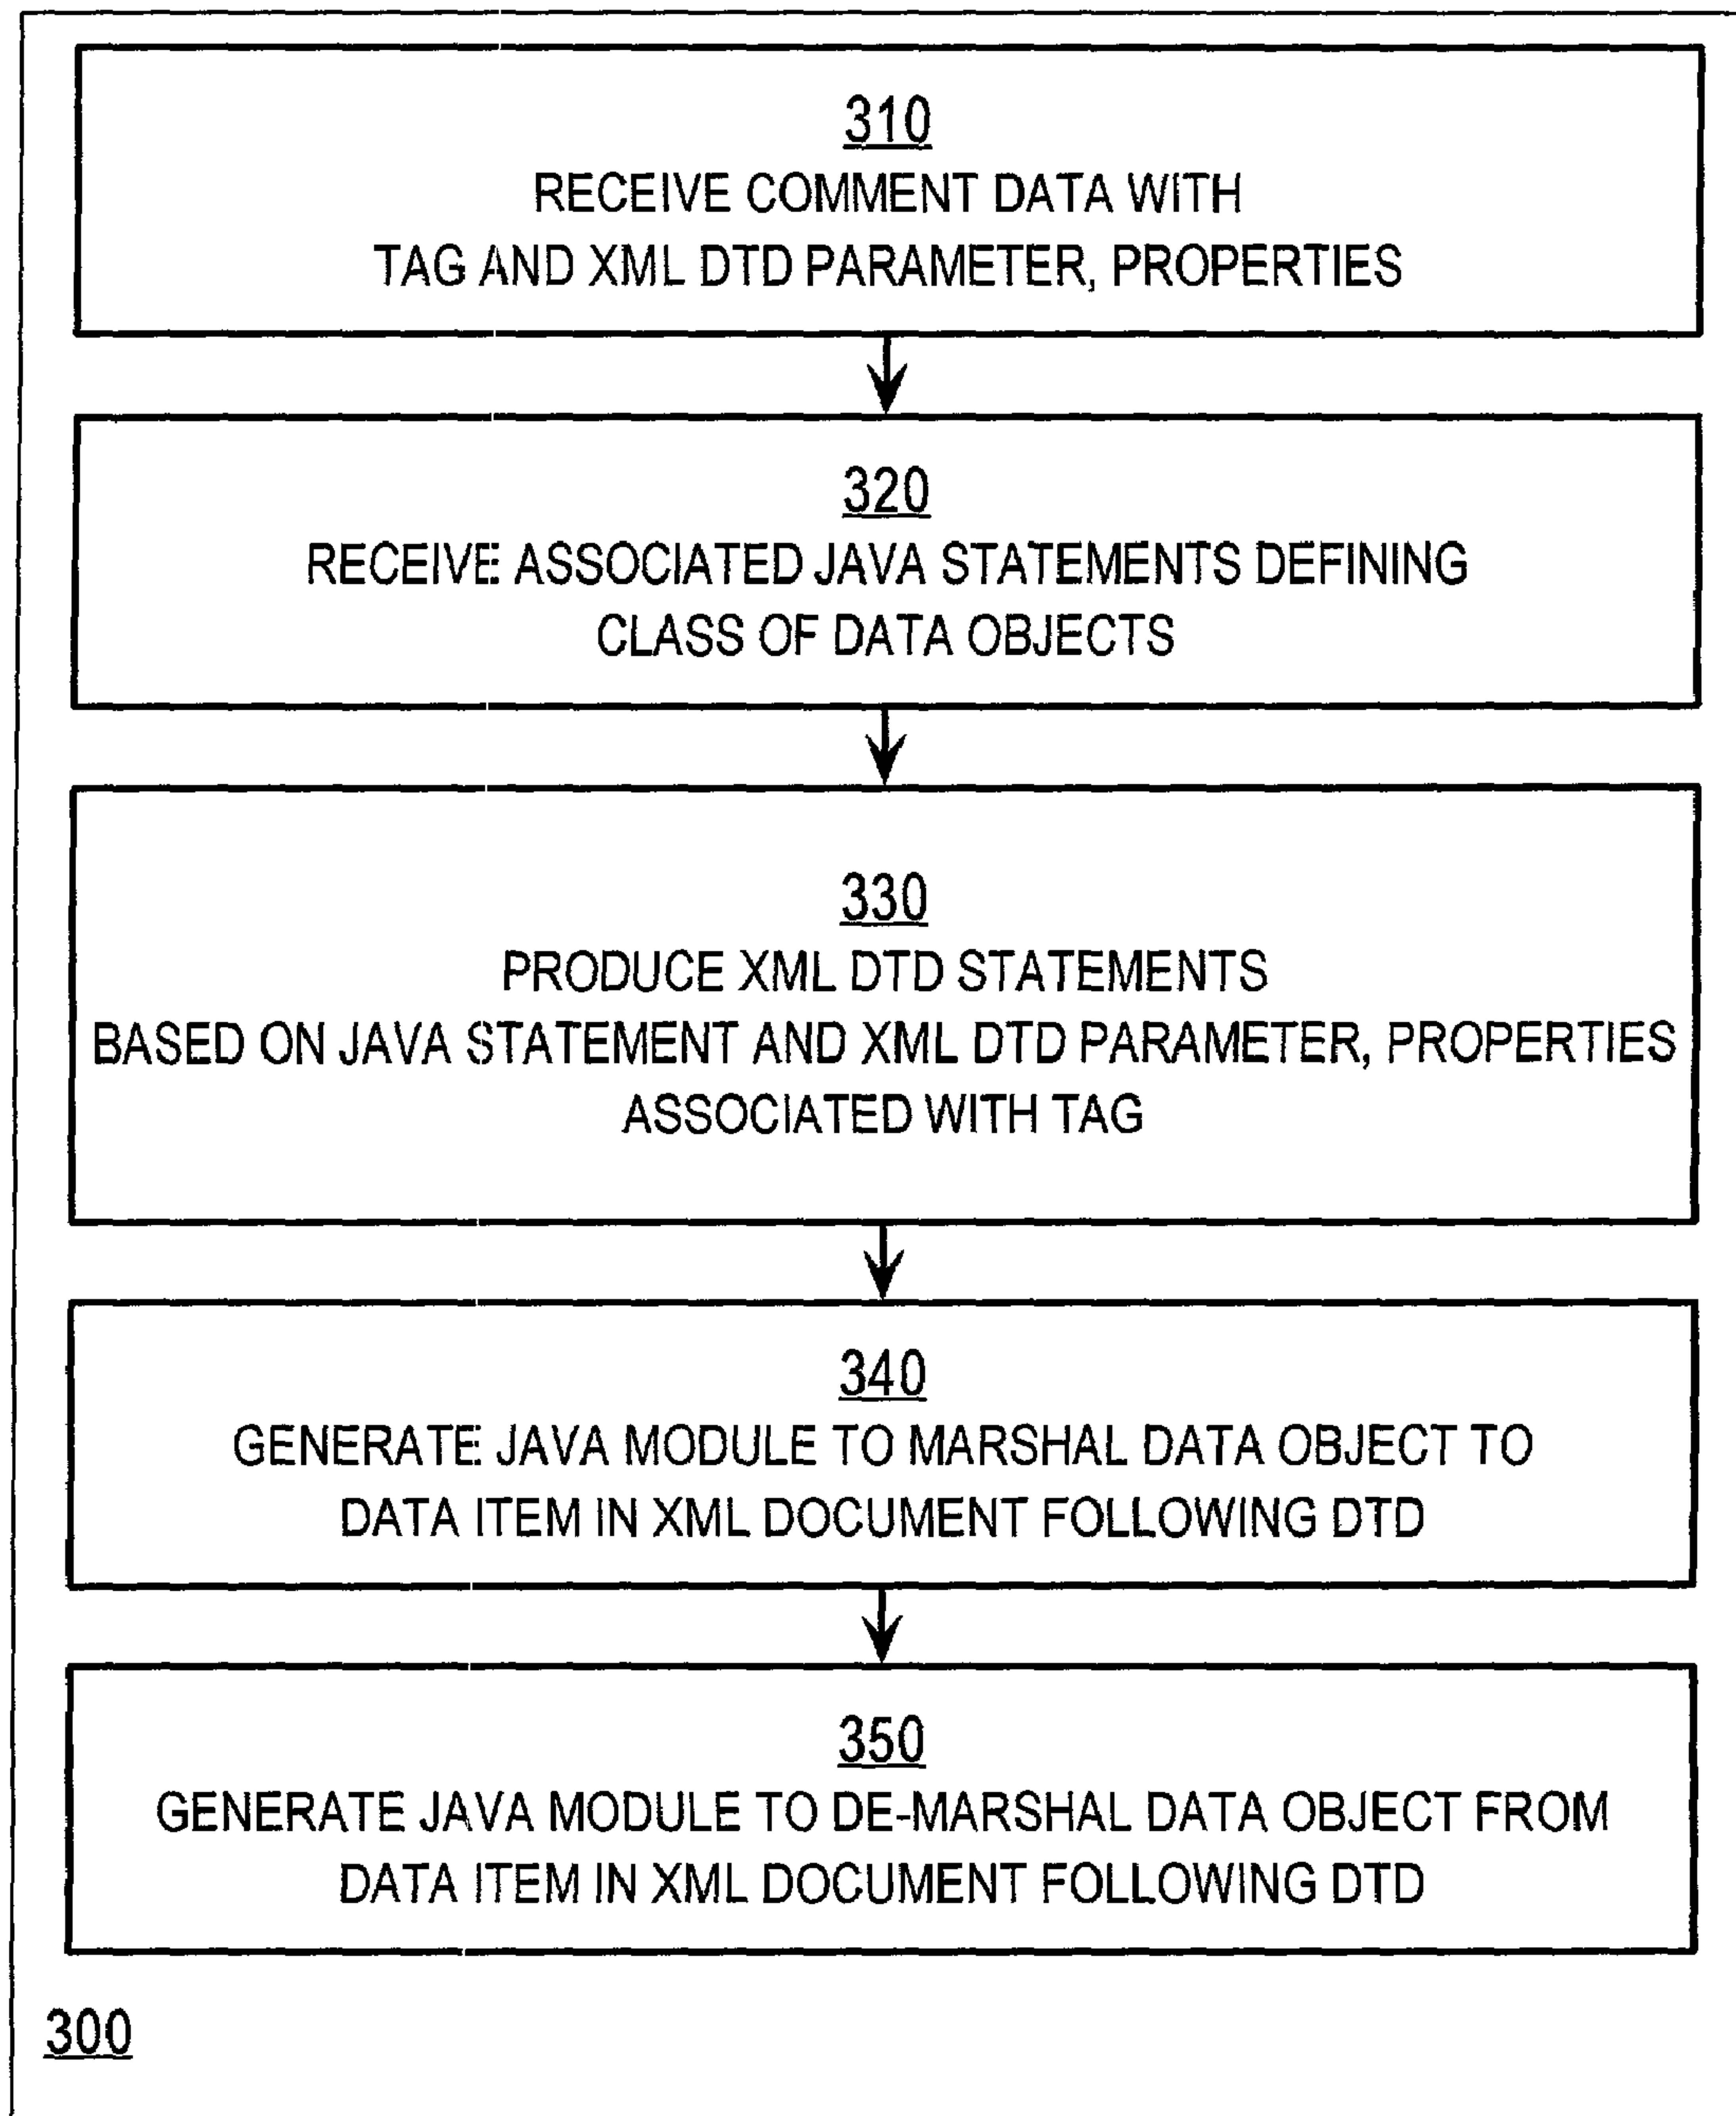 310
RECEIVE COMMENT DATA WITH
TAG AND XML DTD PARAMETER, PROPERTIES
320
RECEIVE ASSOCIATED JAVA STATEMENTS DEFINING
CLASS OF DATA OBJECTS
330
PRODUCE XML DTD STATEMENTS
BASED ON JAVA STATEMENT AND XML DTD PARAMETER, PROPERTIES
ASSOCIATED WITH TAG
340
GENERATE JAVA MODULE TO MARSHAL DATA OBJECT TO
DATA ITEM IN XML DOCUMENT FOLLOWING DTD
350
GENERATE JAVA MODULE TO DE-MARSHAL DATA OBJECT FROM
DATA ITEM IN XML DOCUMENT FOLLOWING DTD
300